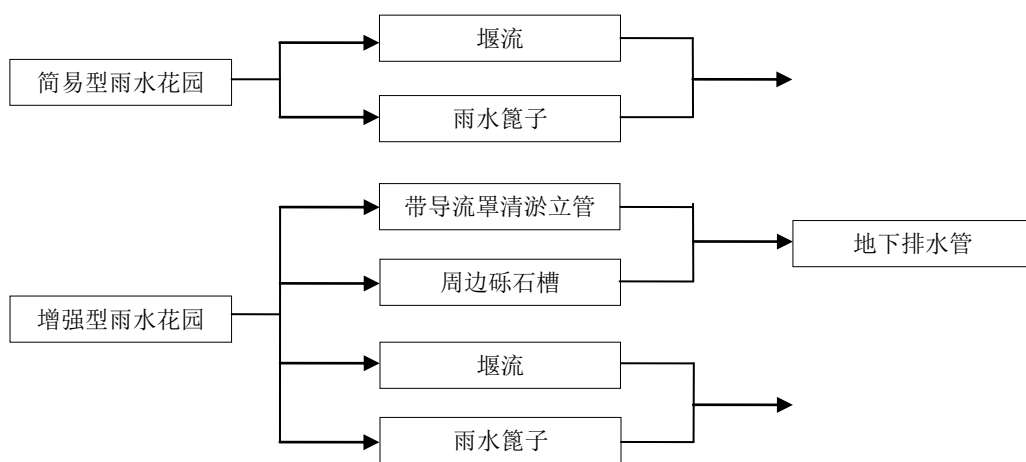 堰流
简易型雨水花园
雨水篦子
带导流罩清淤立管
地下排水管
周边砾石槽
增强型雨水花园
堰流
雨水篦子